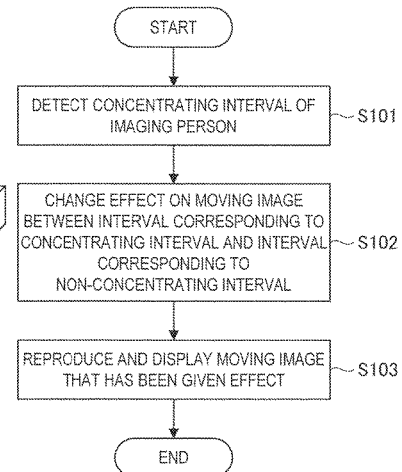 START
DETECT CONCENTRATING INTERVAL OF
IMAGING PERSON
S101
CHANGE EFFECT ON MOVING IMAGE
BETWEEN INTERVAL CORRESPONDING TO
CONCENTRATING INTERVAL AND INTERVAL
CORRESPONDING TO
NON-CONCENTRATING INTERVAL
S102
REPRODUCE AND DISPLAY MOVING IMAGE
THAT HAS BEEN GIVEN EFFECT
S103
END